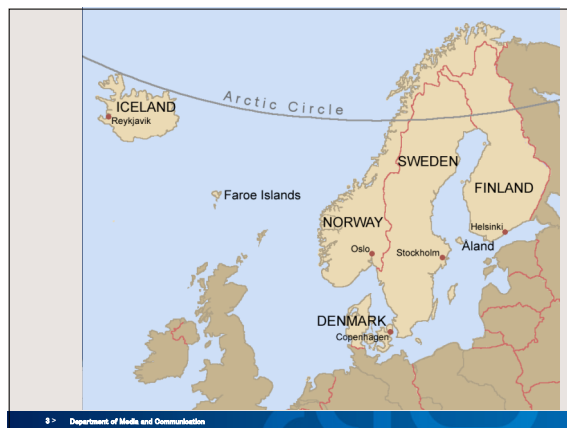 Arctic Circle
ICELAND
Reykjavik
SWEDEN
FINLAND
Faroe Islands
NORWAY
Helsinki
Oslo
Stockholm
Aland
DENMARK
Copenhagen
3 > Department of Media and Communication